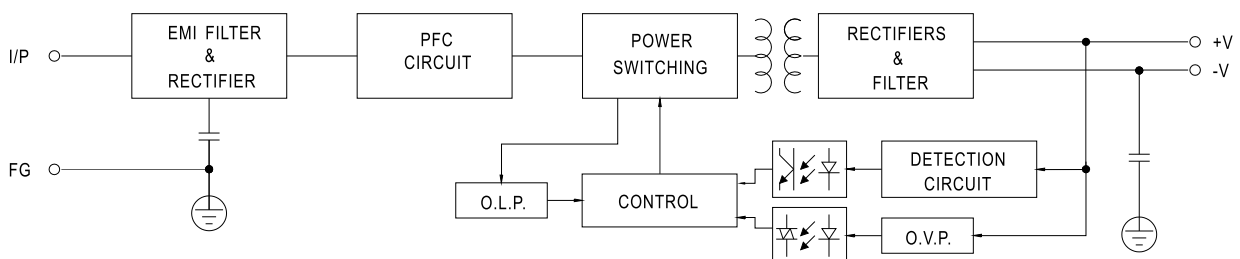 I/P
EMI FILTER
&
RECTIFIER
PFC
CIRCUIT
POWER
SWITCHING
RECTIFIERS
&
FILTER
+V
-V
FG
O.L.P.
CONTROL
DETECTION
CIRCUIT
O.V.P.